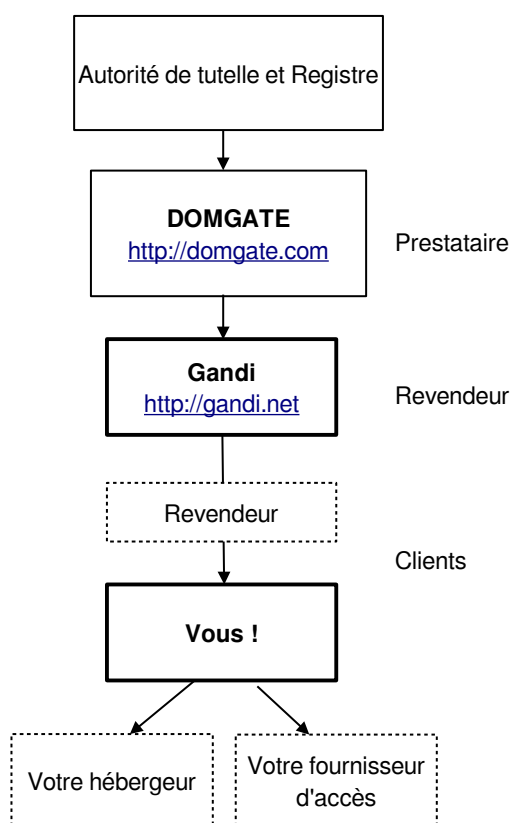 Autorité de tutelle et Registre
DOMGATE
http://domgate.com
Prestataire
Gandi
http://gandi.net
Revendeur
Revendeur
Clients
Vous !
Votre hébergeur
Votre fournisseur
d'accès